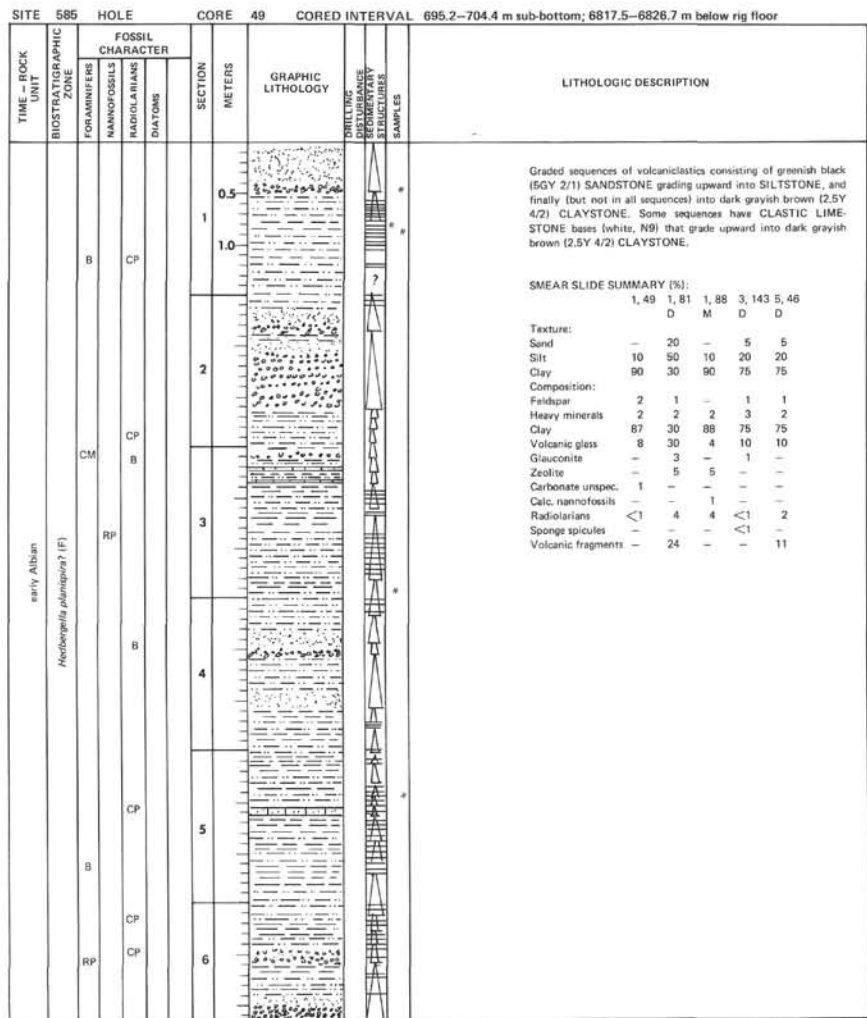 SITE 585 HOLE CORE 49 CORED INTERVAL 695.2–704.4 m sub-bottom; 6817.5–6826.7 m below rig floor
TIME – ROCK UNIT
BIOSTRATIGRAPHIC ZONE
FOSSIL CHARACTER
FORAMINIFERS
NANNOFOSSILS
RADIOLARIANS
DIATOMS
SECTION
METERS
GRAPHIC LITHOLOGY
DRILLING DISTURBANCE
SEDIMENTARY STRUCTURES
SAMPLES
LITHOLOGIC DESCRIPTION
early Albian
Hedbergella planispira? (F)
0.5
*
1
*
*
1.0
B CP
?
2
CP
CM B
3
RP
*
B
4
*
CP
5
B
CP
CP
RP
6
Graded sequences of volcaniclastics consisting of greenish black
(5GY 2/1) SANDSTONE grading upward into SILTSTONE, and
finally (but not in all sequences) into dark grayish brown (2.5Y
4/2) CLAYSTONE. Some sequences have CLASTIC LIME-
STONE bases (white, N9) that grade upward into dark grayish
brown (2.5Y 4/2) CLAYSTONE.
SMEAR SLIDE SUMMARY (%):
1, 49 1, 81 1, 88 3, 143 5, 46
D M D D
Texture:
Sand – 20 – 5 5
Silt 10 50 10 20 20
Clay 90 30 90 75 75
Composition:
Feldspar 2 1 – 1 1
Heavy minerals 2 2 2 3 2
Clay 87 30 88 75 75
Volcanic glass 8 30 4 10 10
Glauconite – 3 – 1 –
Zeolite – 5 5 – –
Carbonate unspec. 1 – – – –
Calc. nannofossils – – 1 – –
Radiolarians <1 4 4 <1 2
Sponge spicules – – – <1 –
Volcanic fragments – 24 – – 11